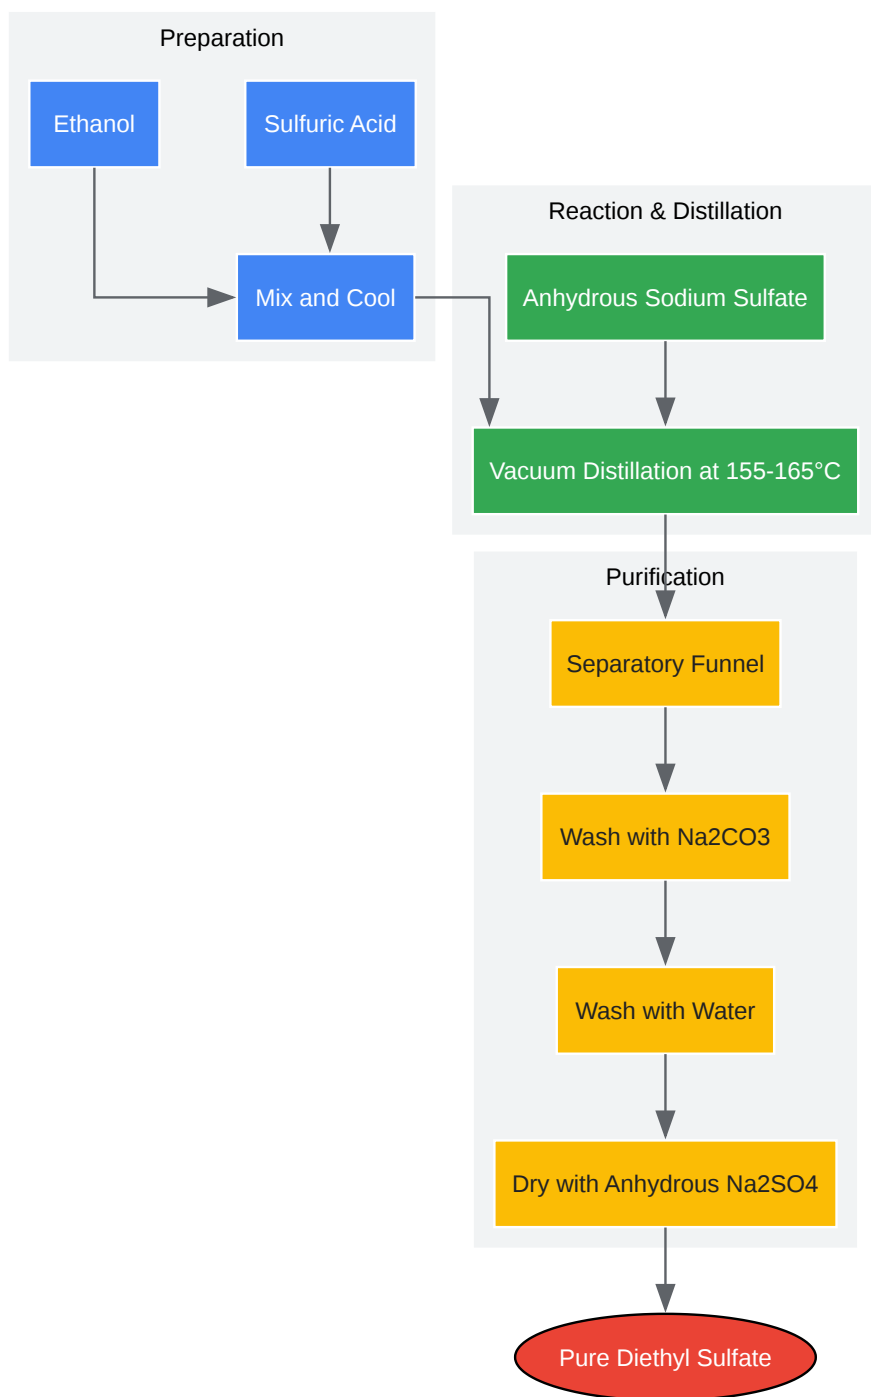 Preparation
Ethanol
Sulfuric Acid
Mix and Cool
Reaction & Distillation
Anhydrous Sodium Sulfate
Vacuum Distillation at 155-165°C
Purification
Separatory Funnel
Wash with Na2CO3
Wash with Water
Dry with Anhydrous Na2SO4
Pure Diethyl Sulfate